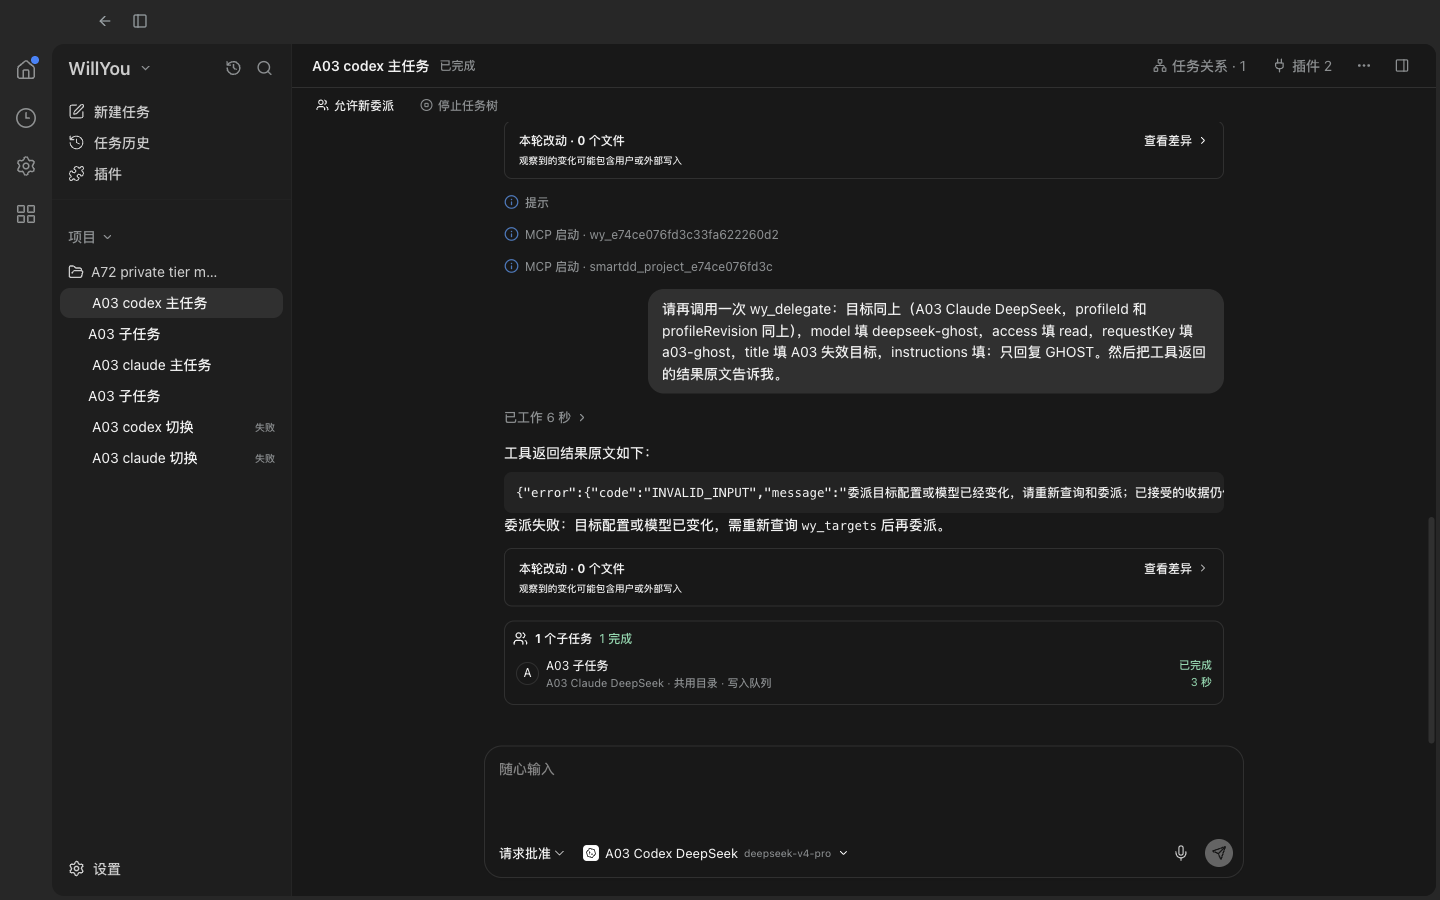 WillYou
新建任务
任务历史
插件
项目
A72 private tier m...
A03 codex 主任务
A03 子任务
A03 claude 主任务
A03 子任务
A03 codex 切换 失败
A03 claude 切换 失败
设置
A03 codex 主任务 已完成
任务关系 · 1 插件 2
允许新委派 停止任务树
本轮改动 · 0 个文件 查看差异
观察到的变化可能包含用户或外部写入
提示
MCP 启动 · wy_e74ce076fd3c33fa622260d2
MCP 启动 · smartdd_project_e74ce076fd3c
请再调用一次 wy_delegate：目标同上（A03 Claude DeepSeek，profileId 和
profileRevision 同上），model 填 deepseek-ghost，access 填 read，requestKey 填
a03-ghost，title 填 A03 失效目标，instructions 填：只回复 GHOST。然后把工具返回
的结果原文告诉我。
已工作 6 秒
工具返回结果原文如下：
{"error":{"code":"INVALID_INPUT","message":"委派目标配置或模型已经变化，请重新查询和委派；已接受的收据仍
委派失败：目标配置或模型已变化，需重新查询 wy_targets 后再委派。
本轮改动 · 0 个文件 查看差异
观察到的变化可能包含用户或外部写入
1 个子任务 1 完成
A A03 子任务 已完成
A03 Claude DeepSeek · 共用目录 · 写入队列 3 秒
随心输入
请求批准 A03 Codex DeepSeek deepseek-v4-pro